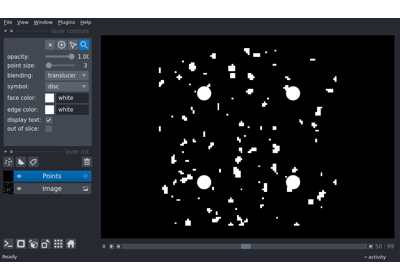 File View Window Plugins Help
layer controls
opacity: 1.00
point size: 3
blending: translucer
symbol: disc
face color: white
edge color: white
display text:
out of slice:
layer list
Points
Image
Ready
50 99
activity